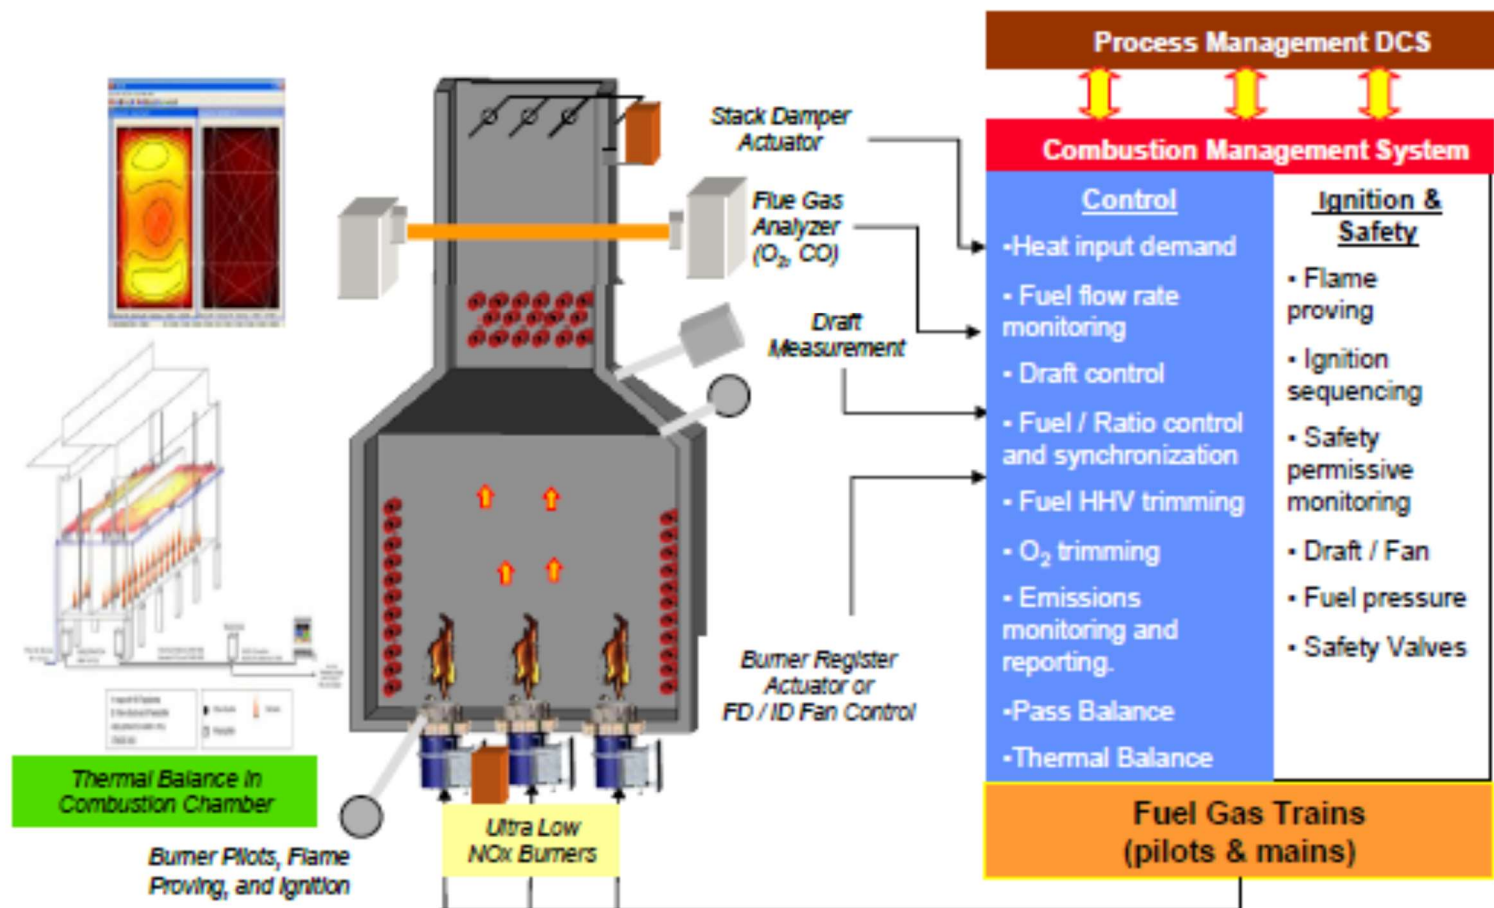 Process Management DCS
Stack Damper
Actuator
Combustion Management System
Flue Gas
Analyzer
(O₂, CO)
Draft
Measurement
Burner Register
Actuator or
FD / ID Fan Control
Control
▪Heat input demand
▪ Fuel flow rate
monitoring
▪ Draft control
▪ Fuel / Ratio control
and synchronization
▪ Fuel HHV trimming
▪ O₂ trimming
▪ Emissions
monitoring and
reporting.
▪Pass Balance
▪Thermal Balance
Ignition &
Safety
▪ Flame
proving
▪ Ignition
sequencing
▪ Safety
permissive
monitoring
▪ Draft / Fan
▪ Fuel pressure
▪ Safety Valves
Thermal Balance in
Combustion Chamber
Burner Pilots, Flame
Proving, and Ignition
Ultra Low
NOx Burners
Fuel Gas Trains
(pilots & mains)